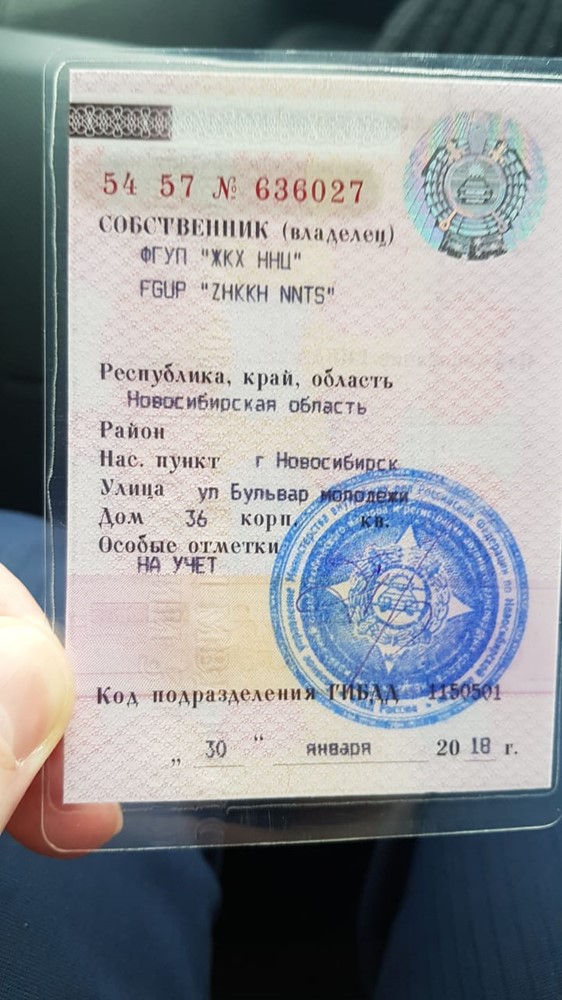 54 57 № 636027
СОБСТВЕННИК (владелец)
ФГУП "ЖКХ ННЦ"
FGUP "ZHKKH NNTS"
Республика, край, область
Новосибирская область
Район
Нас. пункт г Новосибирск
Улица ул Бульвар молодежи
Дом 36 корп. кв.
Особые отметки
НА УЧЕТ
Код подразделения ГИБДД 1150501
„ 30 “ января 20 18 г.